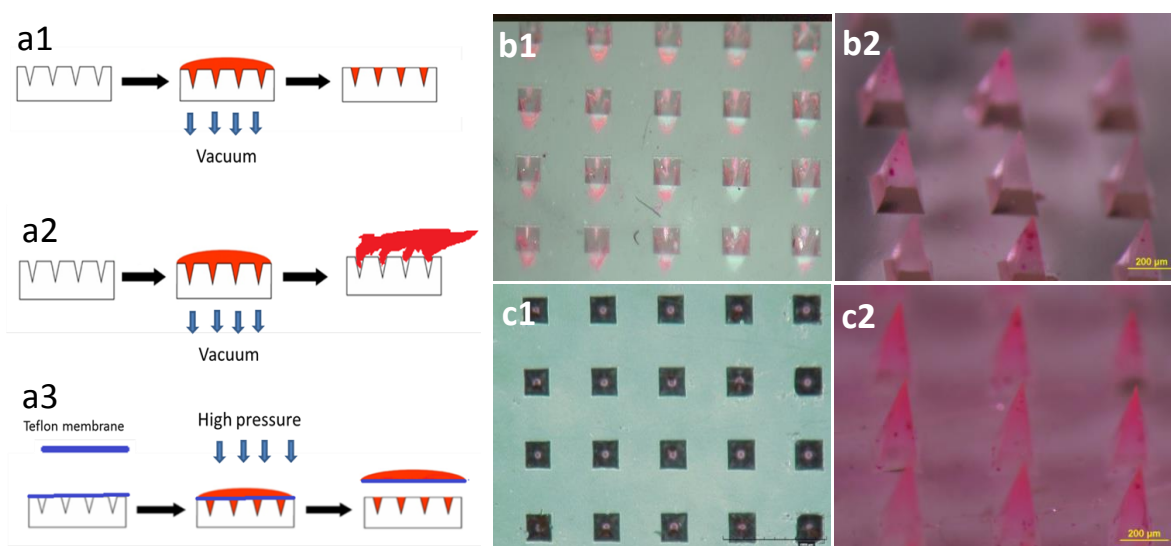 a1
Vacuum
a2
Vacuum
a3
Teflon membrane
High pressure
b1
b2
200 µm
c1
c2
200 µm